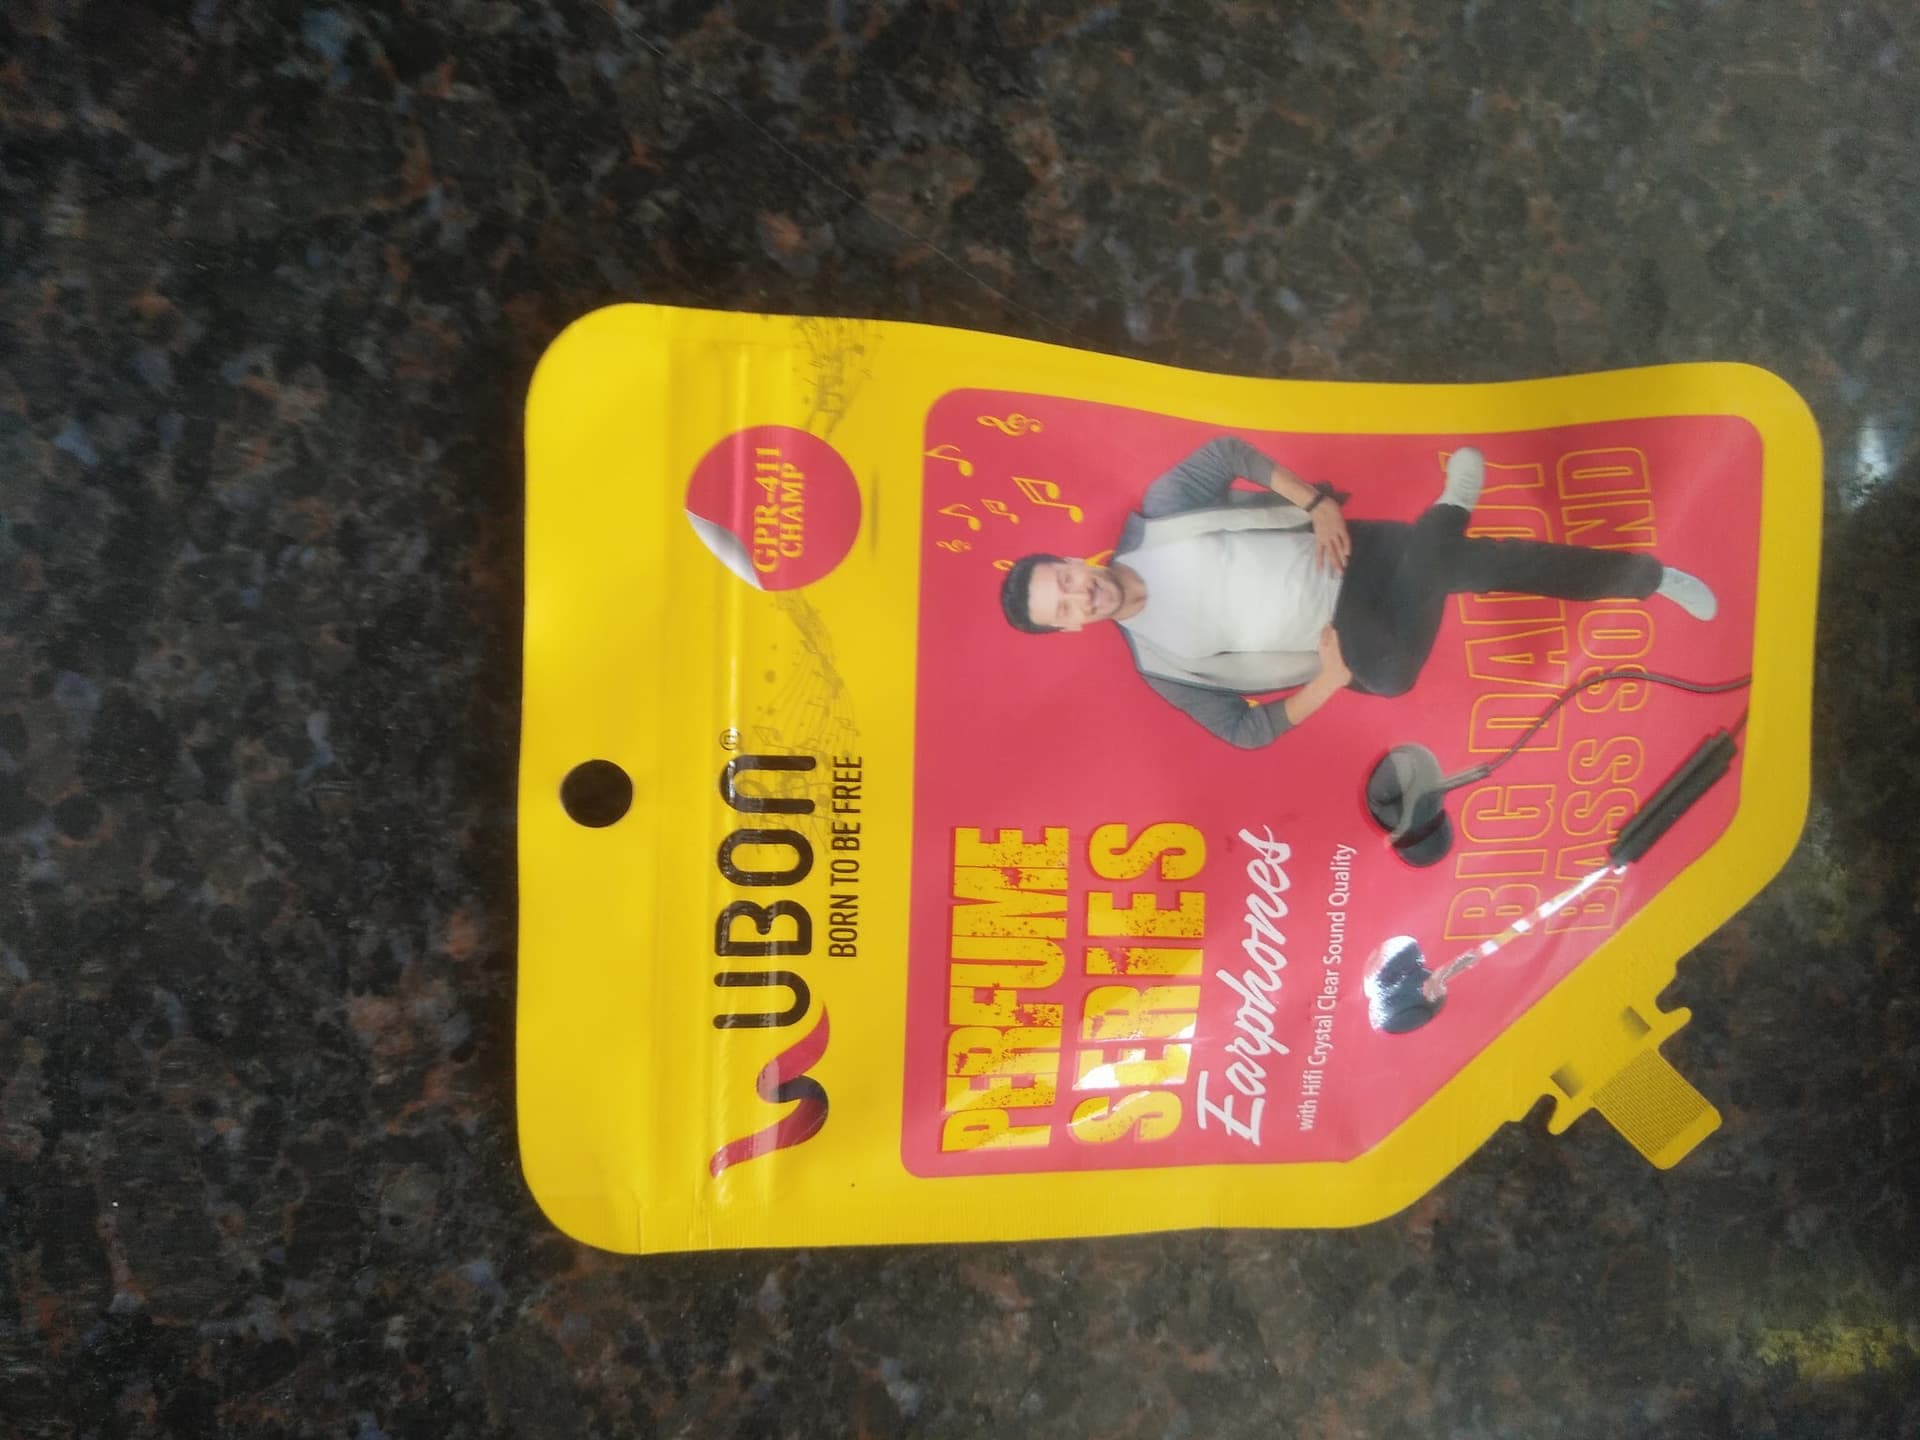 UBON®
BORN TO BE FREE
GPR-411
CHAMP
PERFUME
SERIES
Earphones
with Hifi Crystal Clear Sound Quality
BIG DADDY
BASS SOUND